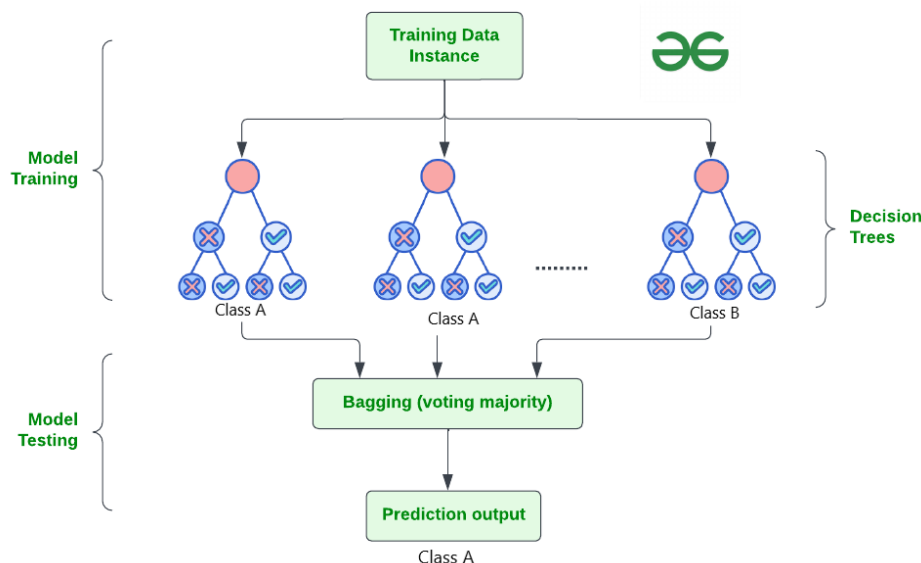 Training Data
Instance
Model
Training
Decision
Trees
Class A
Class A
Class B
Bagging (voting majority)
Model
Testing
Prediction output
Class A